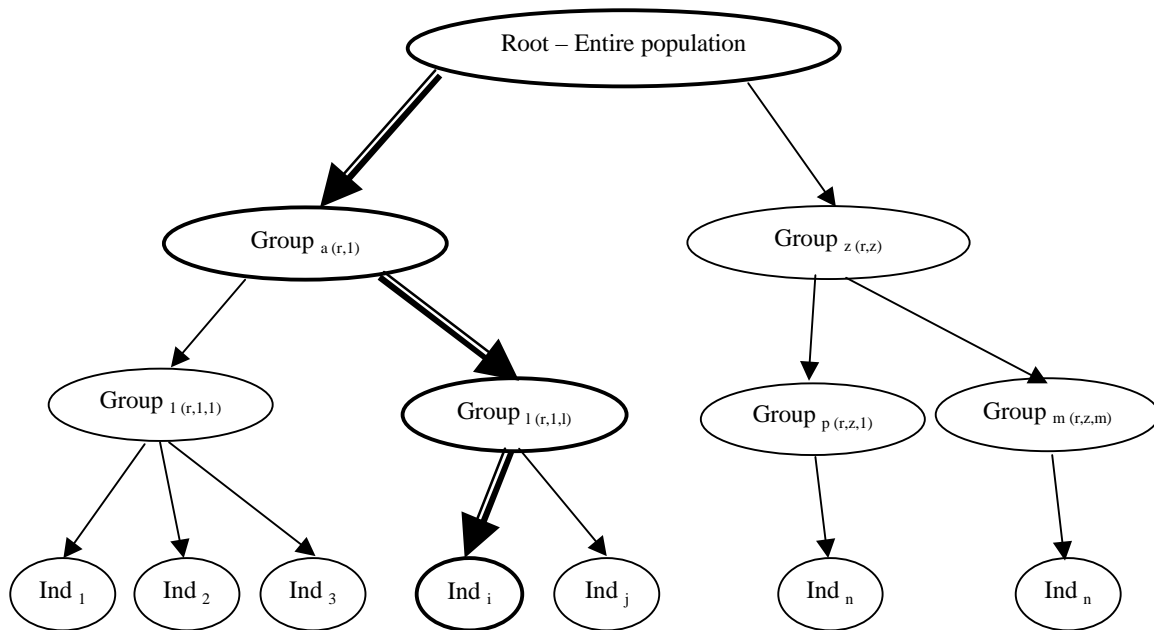 Root – Entire population
Group a (r,1)
Group z (r,z)
Group 1 (r,1,1)
Group l (r,1,l)
Group p (r,z,1)
Group m (r,z,m)
Ind 1
Ind 2
Ind 3
Ind i
Ind j
Ind n
Ind n